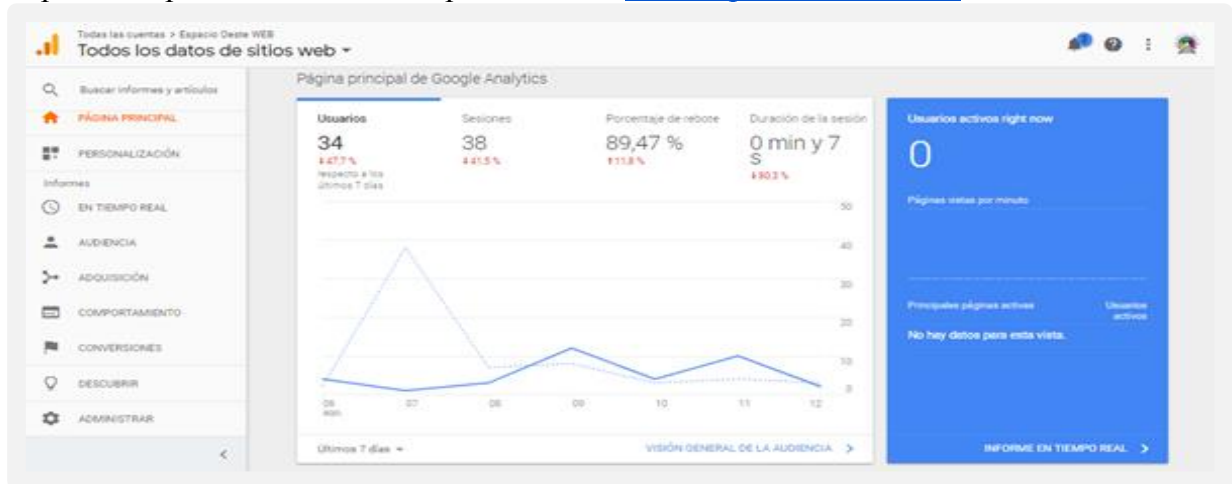 Todas las cuentas > Espacio Oeste WEB
Todos los datos de sitios web
Buscar informes y artículos
PÁGINA PRINCIPAL
PERSONALIZACIÓN
Informes
EN TIEMPO REAL
AUDIENCIA
ADQUISICIÓN
COMPORTAMIENTO
CONVERSIONES
DESCUBRIR
ADMINISTRAR
Página principal de Google Analytics
Usuarios
34
47,7 %
respecto a los
últimos 7 días
Sesiones
38
41,5 %
Porcentaje de rebote
89,47 %
11,8 %
Duración de la sesión
0 min y 7
s
50
40
30
20
10
0
06
07
08
09
10
11
12
Últimos 7 días
VISIÓN GENERAL DE LA AUDIENCIA >
Usuarios activos right now
0
Páginas vistas por minuto
Principales páginas activas
Usuarios
activos
No hay datos para esta vista.
INFORME EN TIEMPO REAL >